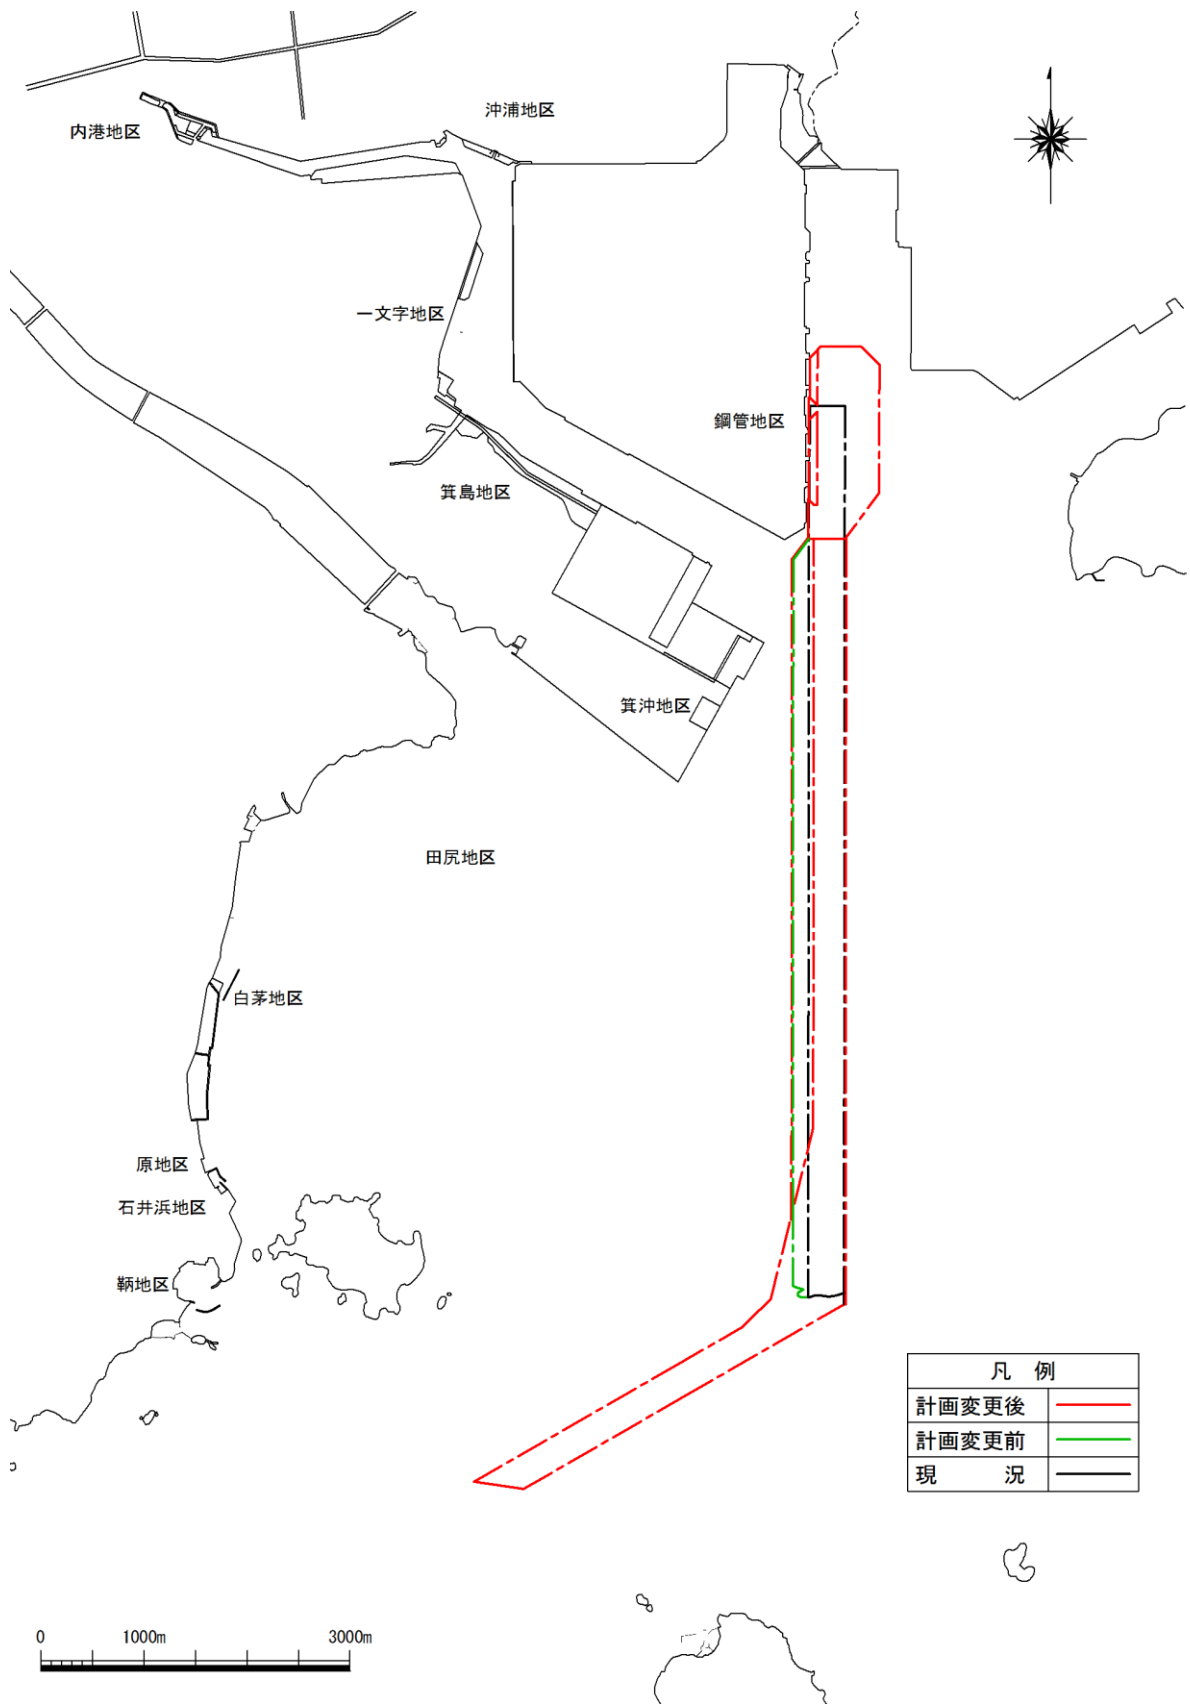 沖浦地区
内港地区
一文字地区
鋼管地区
箕島地区
箕沖地区
田尻地区
白茅地区
原地区
石井浜地区
鞆地区
凡 例
計画変更後
計画変更前
現 況
0 1000m 3000m